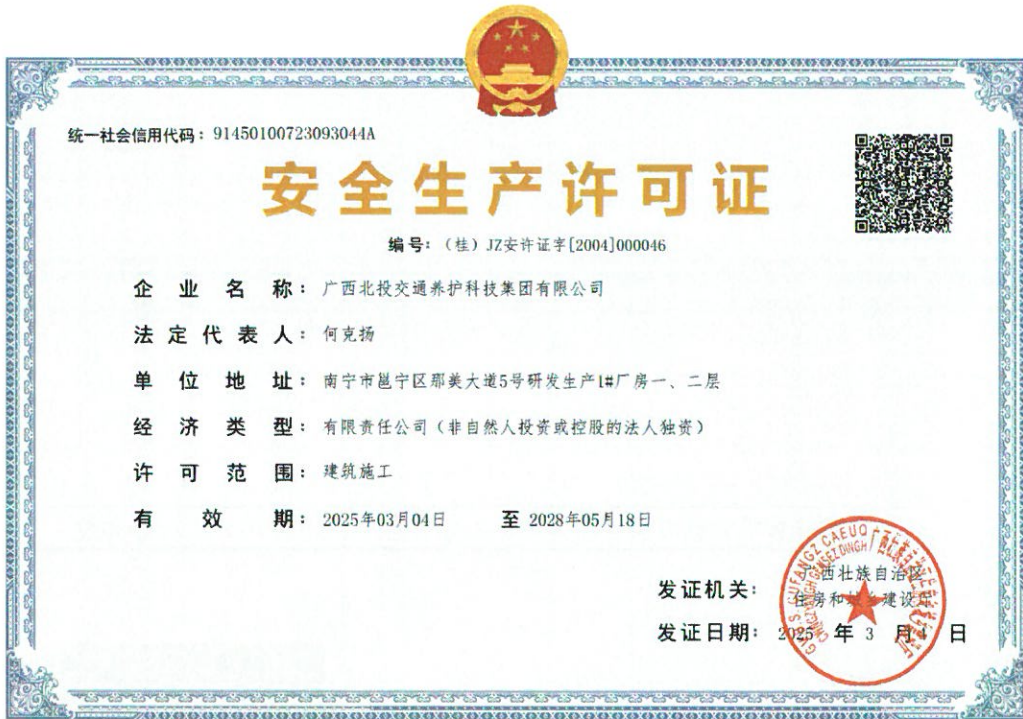 统一社会信用代码：91450100723093044A
安全生产许可证
编号：（桂）JZ安许证字[2004]000046
企业名称：广西北投交通养护科技集团有限公司
法定代表人：何克扬
单位地址：南宁市邕宁区那美大道5号研发生产1#厂房一、二层
经济类型：有限责任公司（非自然人投资或控股的法人独资）
许可范围：建筑施工
有效期：2025年03月04日 至 2028年05月18日
发证机关：广西壮族自治区
住房和城乡建设厅
发证日期：2025年3月 日